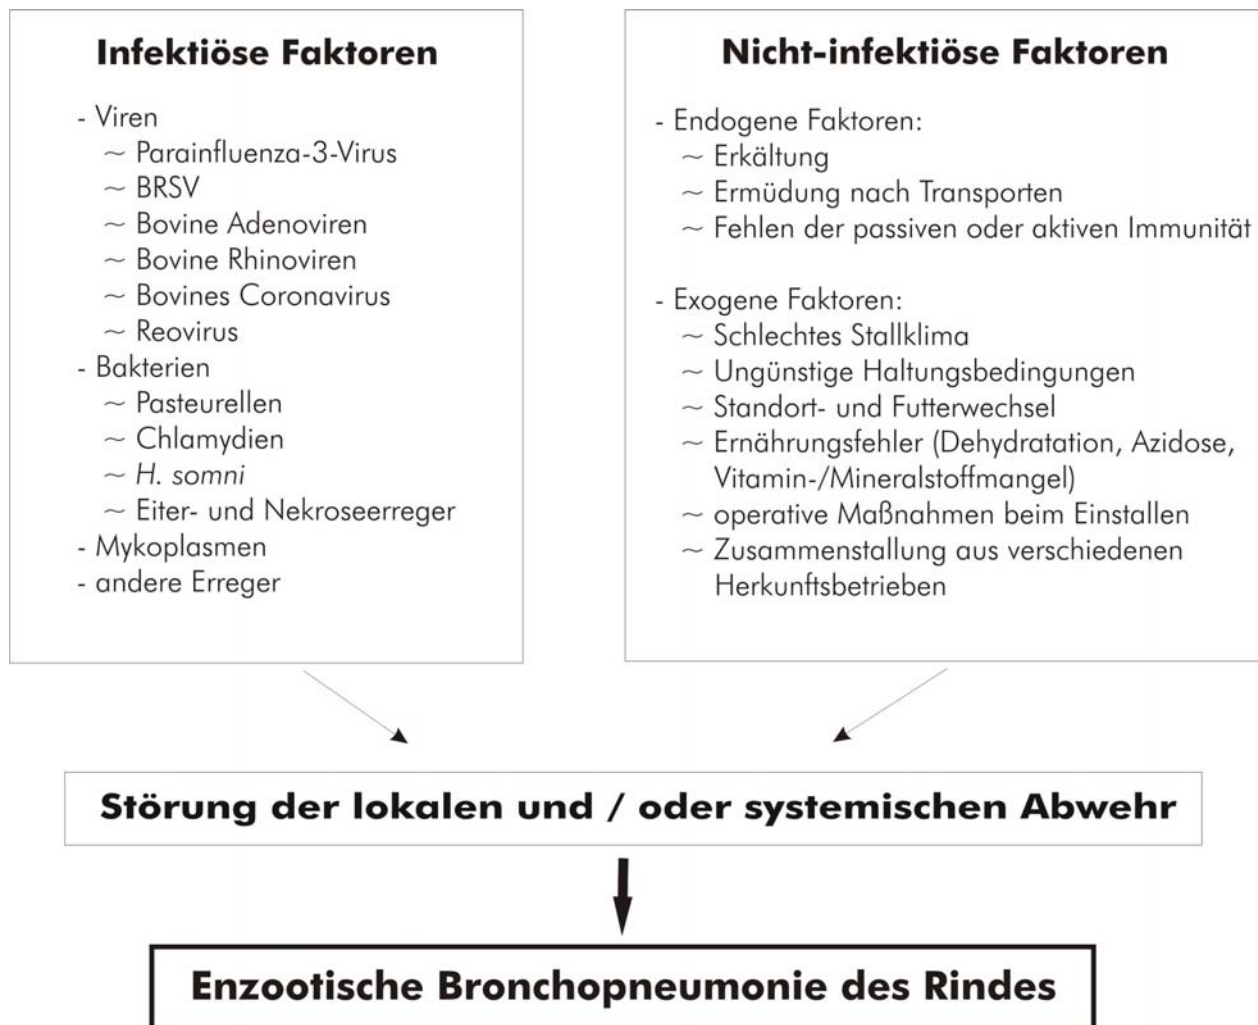 Infektiöse Faktoren
- Viren
~ Parainfluenza-3-Virus
~ BRSV
~ Bovine Adenoviren
~ Bovine Rhinoviren
~ Bovines Coronavirus
~ Reovirus
- Bakterien
~ Pasteurellen
~ Chlamydien
~ H. somni
~ Eiter- und Nekroseerreger
- Mykoplasmen
- andere Erreger
Nicht-infektiöse Faktoren
- Endogene Faktoren:
~ Erkältung
~ Ermüdung nach Transporten
~ Fehlen der passiven oder aktiven Immunität
- Exogene Faktoren:
~ Schlechtes Stallklima
~ Ungünstige Haltungsbedingungen
~ Standort- und Futterwechsel
~ Ernährungsfehler (Dehydratation, Azidose,
Vitamin-/Mineralstoffmangel)
~ operative Maßnahmen beim Einstallen
~ Zusammenstallung aus verschiedenen
Herkunftsbetrieben
Störung der lokalen und / oder systemischen Abwehr
Enzootische Bronchopneumonie des Rindes